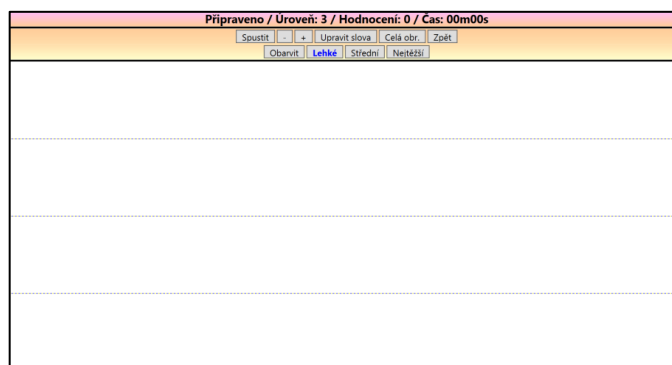 Připraveno / Úroveň: 3 / Hodnocení: 0 / Čas: 00m00s
Spustit - + Upravit slova Celá obr. Zpět
Obarvit Lehké Střední Nejtěžší